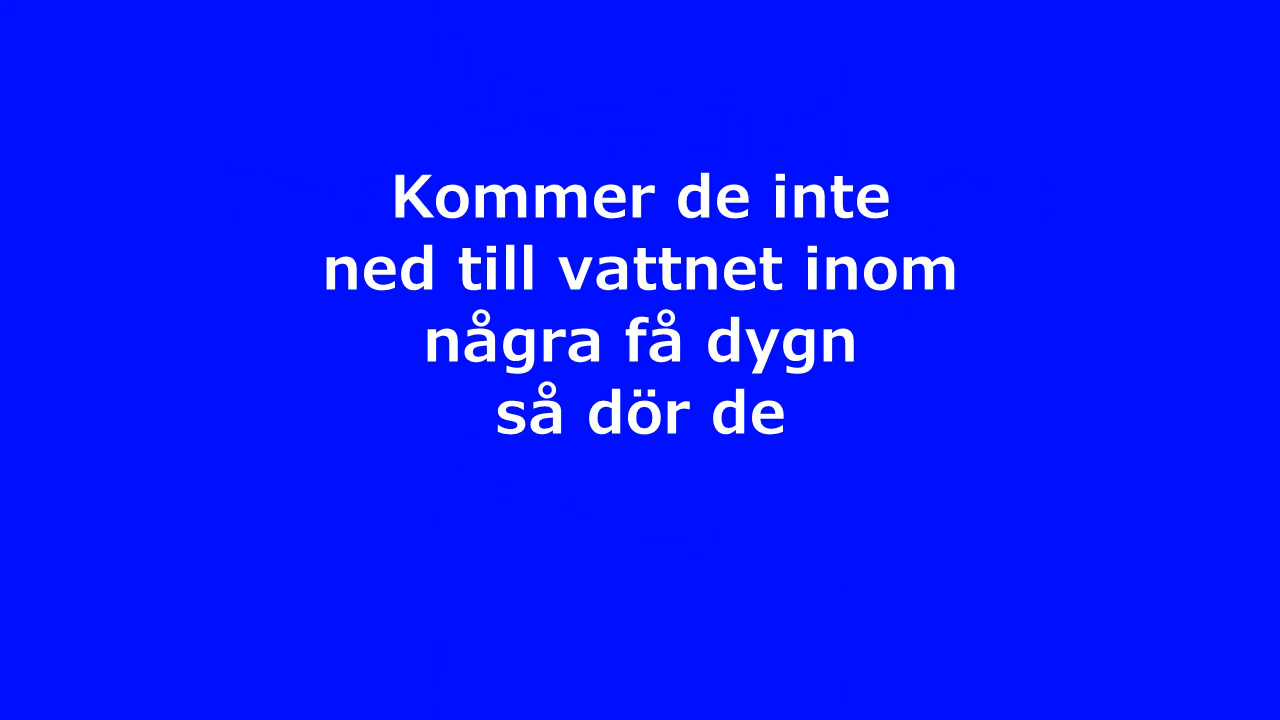 Kommer de inte
ned till vattnet inom
några få dygn
så dör de